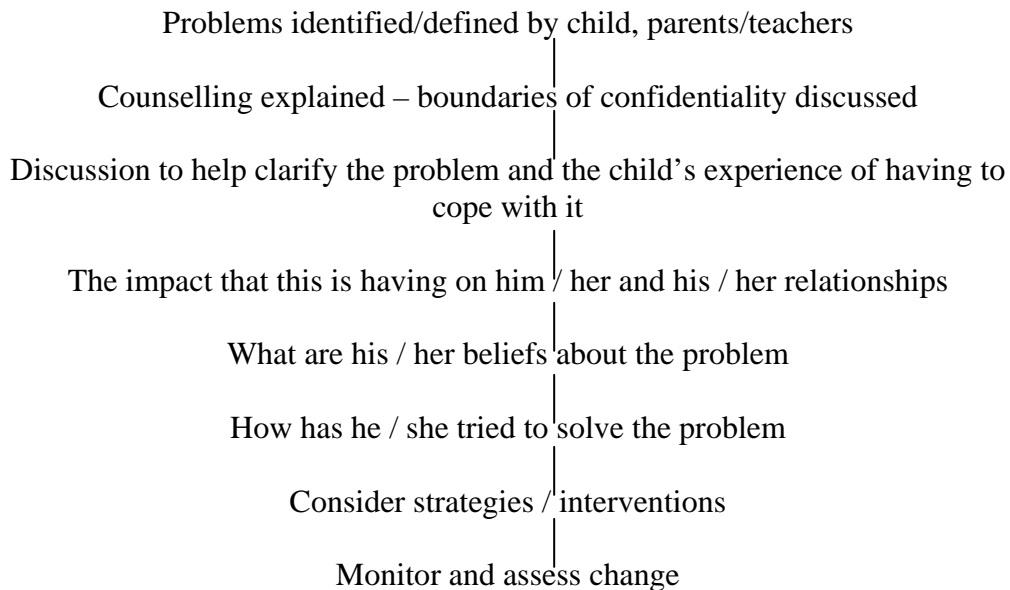 Problems identified/defined by child, parents/teachers
Counselling explained – boundaries of confidentiality discussed
Discussion to help clarify the problem and the child’s experience of having to
cope with it
The impact that this is having on him / her and his / her relationships
What are his / her beliefs about the problem
How has he / she tried to solve the problem
Consider strategies / interventions
Monitor and assess change